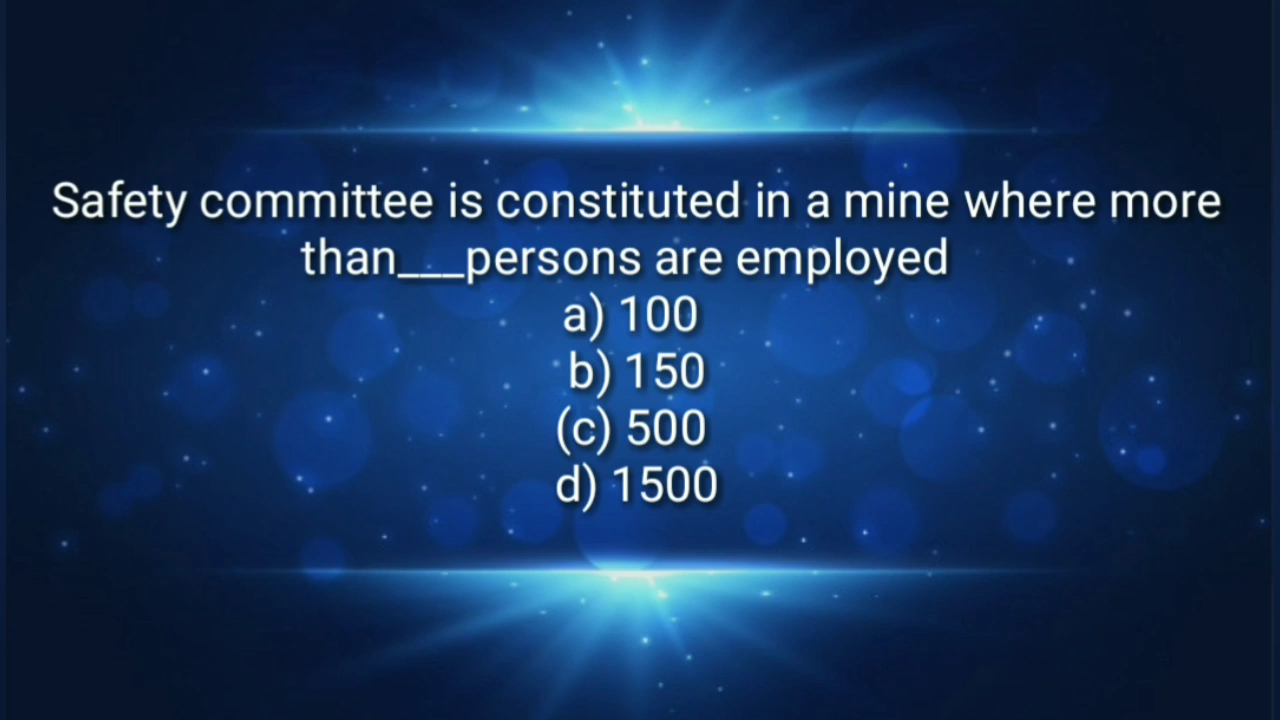 Safety committee is constituted in a mine where more
than___persons are employed
a) 100
b) 150
(c) 500
d) 1500